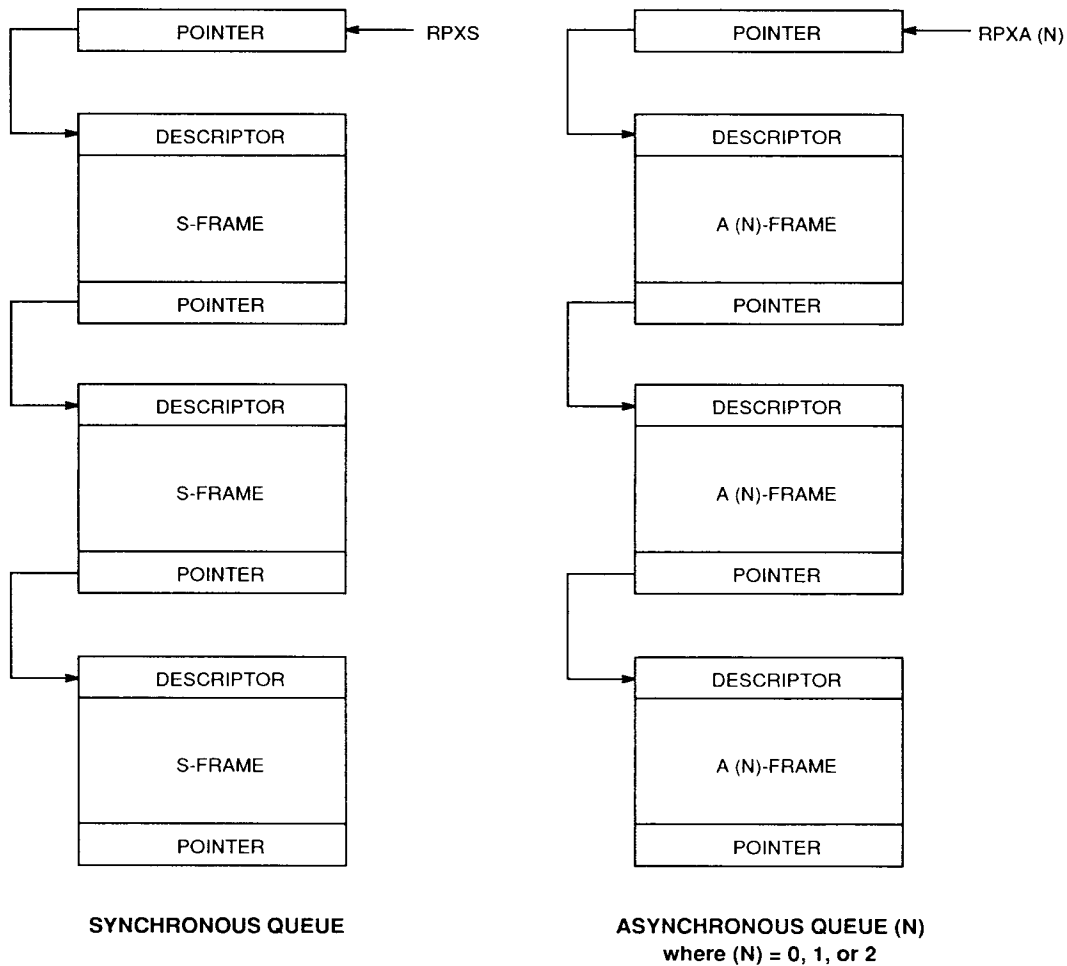 POINTER
RPXS
DESCRIPTOR
S-FRAME
POINTER
DESCRIPTOR
S-FRAME
POINTER
DESCRIPTOR
S-FRAME
POINTER
SYNCHRONOUS QUEUE
POINTER
RPXA (N)
DESCRIPTOR
A (N)-FRAME
POINTER
DESCRIPTOR
A (N)-FRAME
POINTER
DESCRIPTOR
A (N)-FRAME
POINTER
ASYNCHRONOUS QUEUE (N)
where (N) = 0, 1, or 2